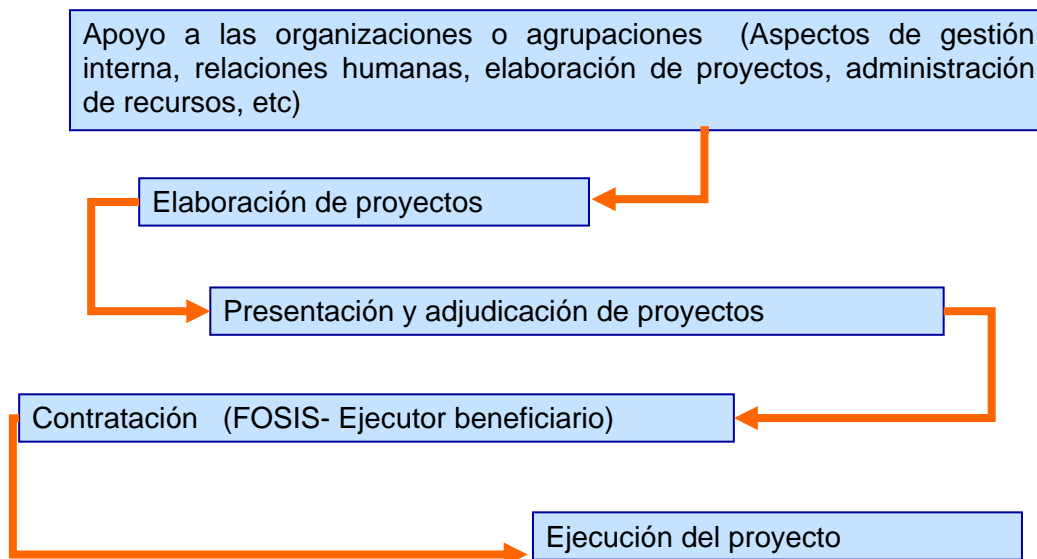 Apoyo a las organizaciones o agrupaciones (Aspectos de gestión
interna, relaciones humanas, elaboración de proyectos, administración
de recursos, etc)
Elaboración de proyectos
Presentación y adjudicación de proyectos
Contratación (FOSIS- Ejecutor beneficiario)
Ejecución del proyecto